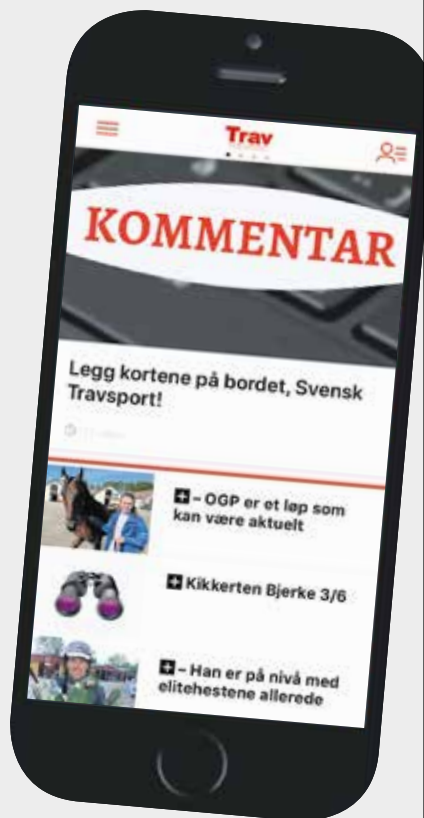 Trav
KOMMENTAR
Legg kortene på bordet, Svensk
Travsport!
+ – OGP er et løp som
kan være aktuelt
+ Kikkerten Bjerke 3/6
+ – Han er på nivå med
elitehestene allerede